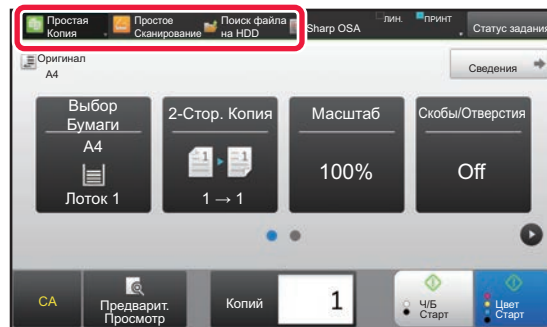 Простая
Копия
Простое
Сканирование
Поиск файла
на HDD
Sharp OSA
ЛИН.
ПРИНТ
Статус задания
Оригинал
A4
Сведения
Выбор
Бумаги
A4
Лоток 1
2-Стор. Копия
1
1
1 → 1
Масштаб
100%
Скобы/Отверстия
Off
CA
Предварит.
Просмотр
Копий
1
Ч/Б
Старт
Цвет
Старт